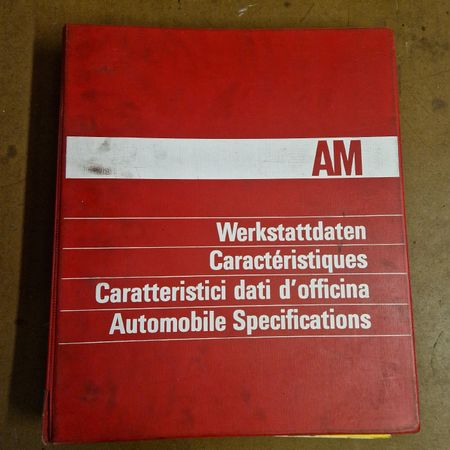 AM
Werkstattdaten
Caractéristiques
Caratteristici dati d'officina
Automobile Specifications